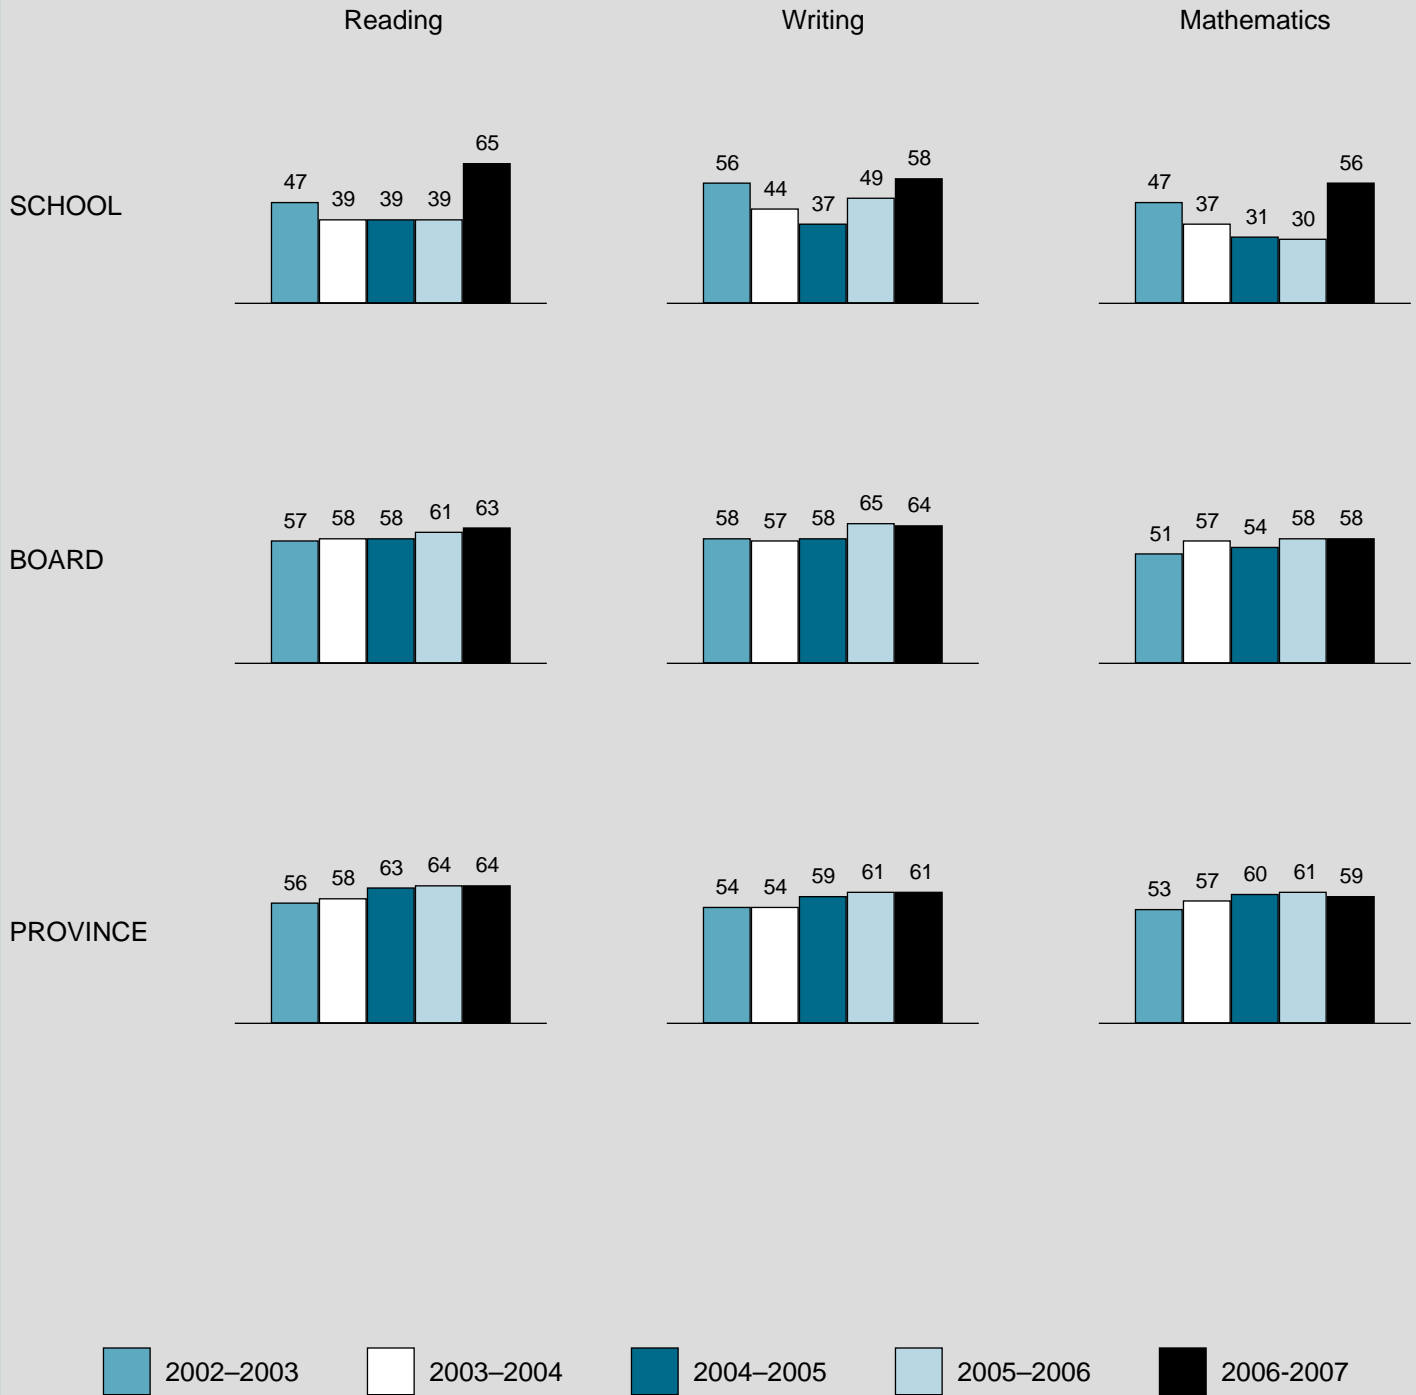 Reading Writing Mathematics
SCHOOL
47 39 39 39 65
56 44 37 49 58
47 37 31 30 56
BOARD
57 58 58 61 63
58 57 58 65 64
51 57 54 58 58
PROVINCE
56 58 63 64 64
54 54 59 61 61
53 57 60 61 59
2002–2003 2003–2004 2004–2005 2005–2006 2006-2007